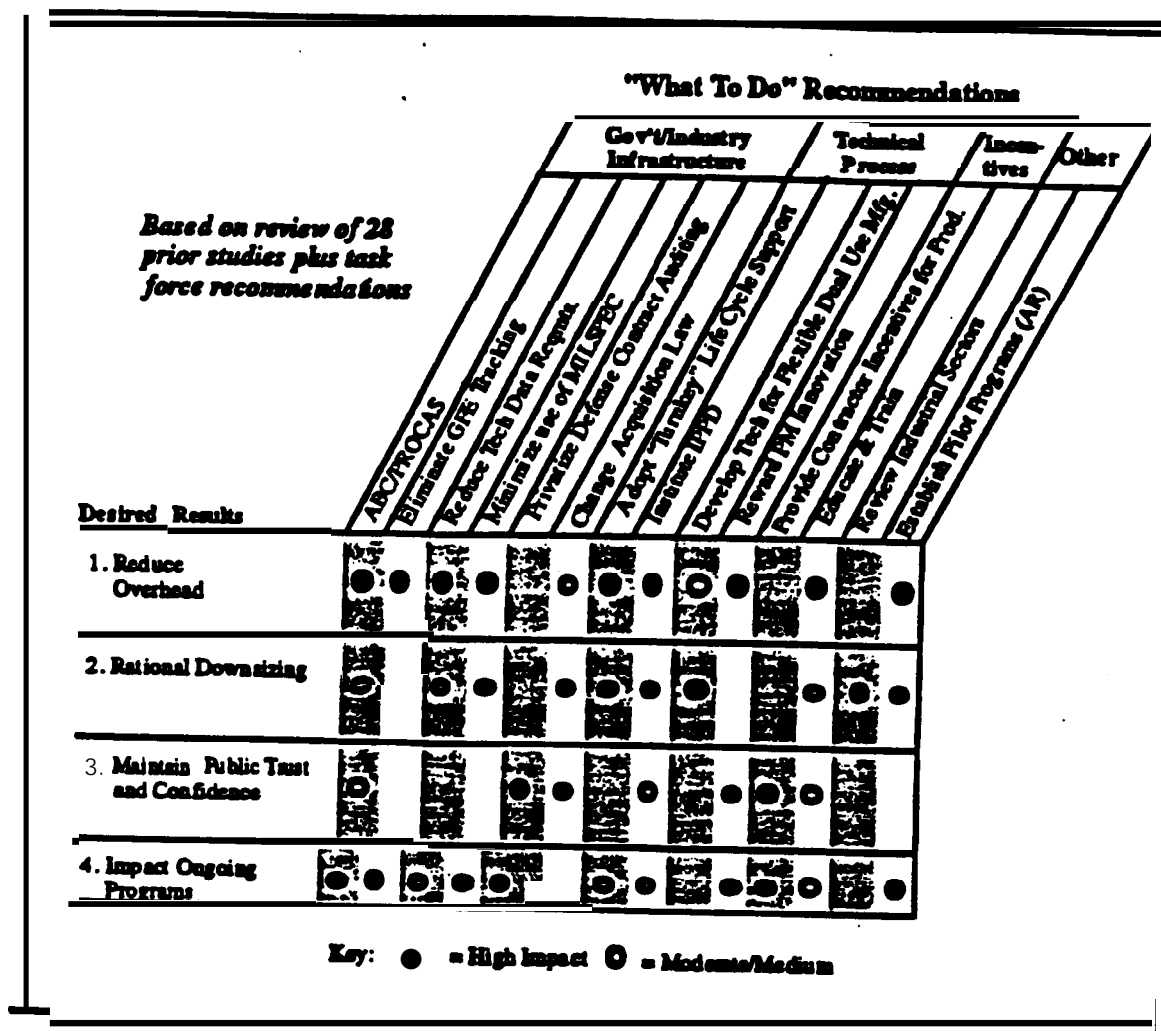 "What To Do" Recommendations
Gov't/Industry
Infrastructure
Technical
Process
Incen-
tives
Other
Based on review of 28
prior studies plus task
force recommendations
ABC/PROCAS
Eliminate GFE Tracking
Reduce Tech Data Reqmts
Minimize use of MILSPEC
Privatize Defense Contract Auditing
Change Acquisition Law
Adopt "Turnkey" Life Cycle Support
Institute IPPD
Develop Tech for Flexible Dual Use Mfg.
Reward PM Innovation
Provide Contractor Incentives for Prod.
Educate & Train
Review Industrial Sectors
Establish Pilot Programs (AR)
Desired Results
1. Reduce
Overhead
2. Rational Downsizing
3. Maintain Public Trust
and Confidence
4. Impact Ongoing
Programs
Key: = High Impact = Moderate/Medium